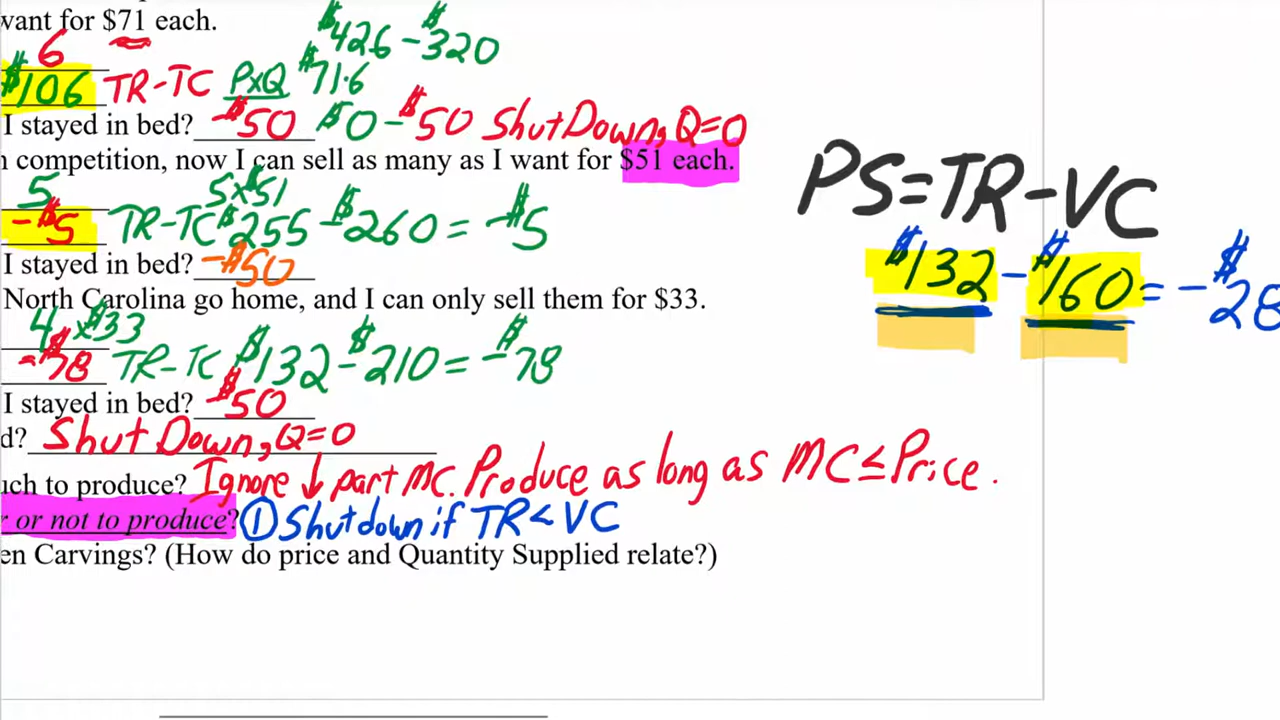 want for $71 each.
$426 - $320
6
$106 TR-TC PxQ $71·6
I stayed in bed? -$50 $0 - $50 Shut Down, Q=0
n competition, now I can sell as many as I want for $51 each.
PS=TR-VC
5 5x$51
-$5 TR-TC $255 - $260 = -$5
$132 - $160 = -$28
I stayed in bed? -$50
North Carolina go home, and I can only sell them for $33.
4 x$33
-$78 TR-TC $132 - $210 = -$78
I stayed in bed? $50
d? Shut Down, Q=0
uch to produce? Ignore ↓ part MC. Produce as long as MC≤Price.
r or not to produce? ① Shutdown if TR < VC
en Carvings? (How do price and Quantity Supplied relate?)